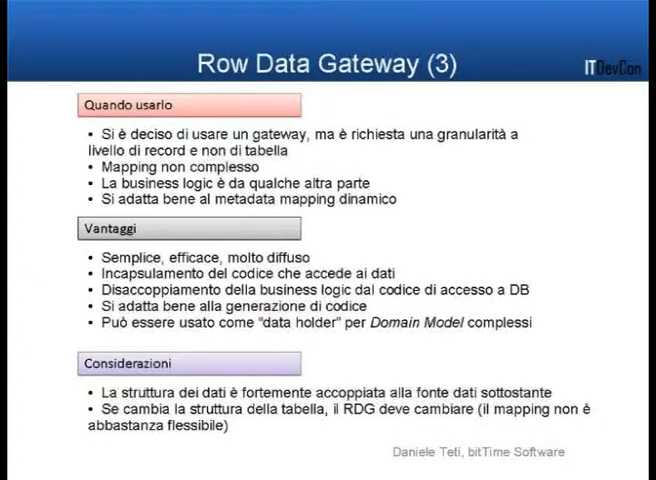 Row Data Gateway (3)
ITDevCon
Quando usarlo
• Si è deciso di usare un gateway, ma è richiesta una granularità a
livello di record e non di tabella
• Mapping non complesso
• La business logic è da qualche altra parte
• Si adatta bene al metadata mapping dinamico
Vantaggi
• Semplice, efficace, molto diffuso
• Incapsulamento del codice che accede ai dati
• Disaccoppiamento della business logic dal codice di accesso a DB
• Si adatta bene alla generazione di codice
• Può essere usato come "data holder" per Domain Model complessi
Considerazioni
• La struttura dei dati è fortemente accoppiata alla fonte dati sottostante
• Se cambia la struttura della tabella, il RDG deve cambiare (il mapping non è
abbastanza flessibile)
Daniele Teti, bitTime Software